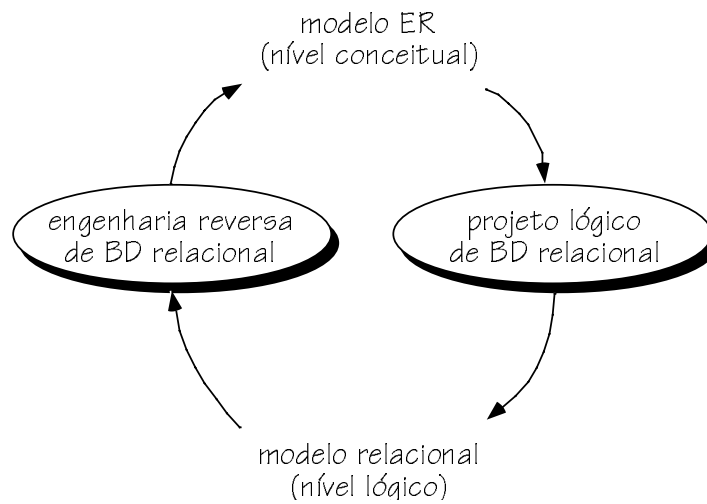 modelo ER
(nível conceitual)
engenharia reversa
de BD relacional
projeto lógico
de BD relacional
modelo relacional
(nível lógico)